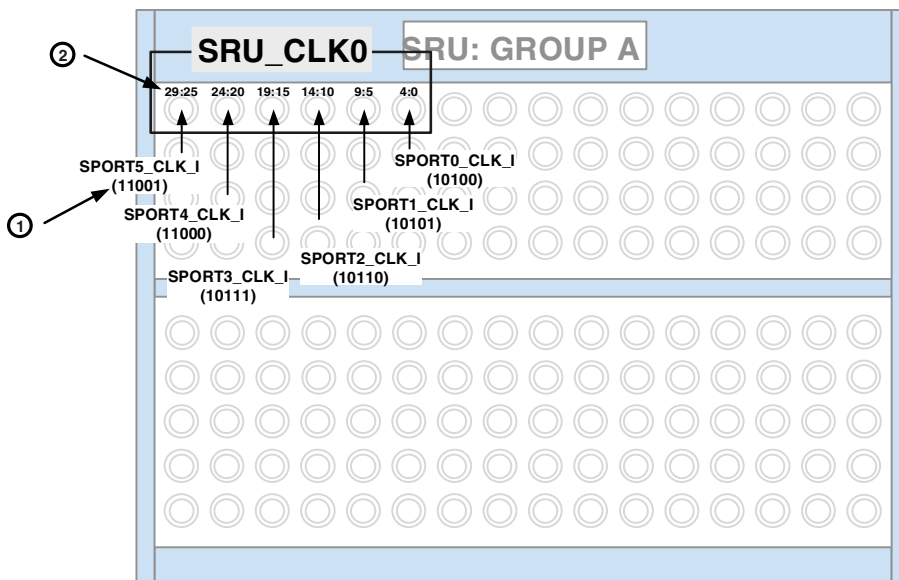 SRU_CLK0
SRU: GROUP A
2
29:25 24:20 19:15 14:10 9:5 4:0
SPORT5_CLK_I
(11001)
SPORT0_CLK_I
(10100)
1
SPORT4_CLK_I
(11000)
SPORT1_CLK_I
(10101)
SPORT3_CLK_I
(10111)
SPORT2_CLK_I
(10110)